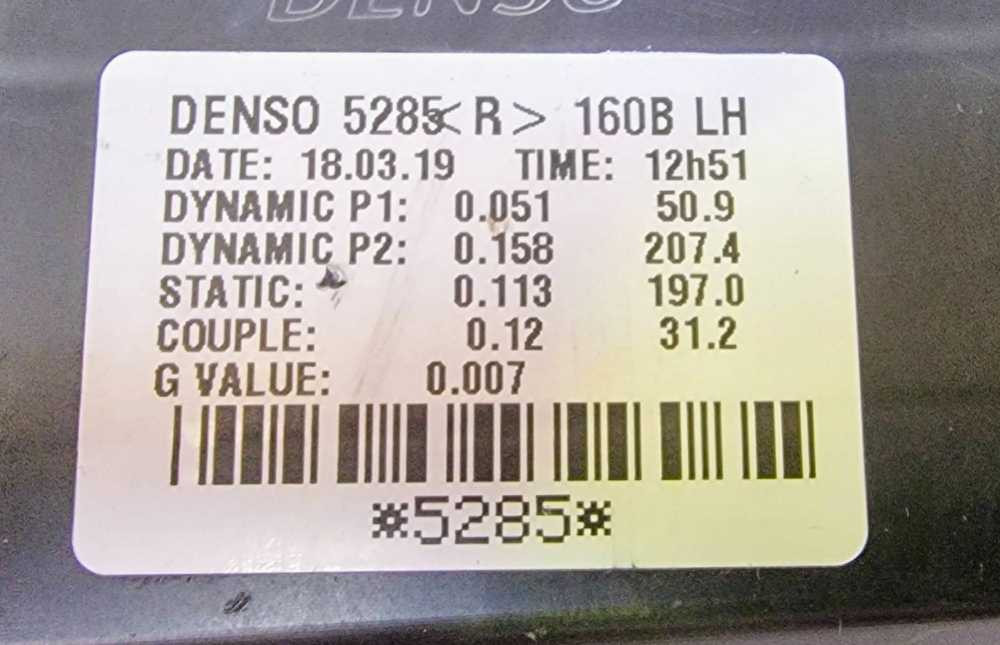 DENSO
DENSO 5285<R> 160B LH
DATE: 18.03.19 TIME: 12h51
DYNAMIC P1: 0.051 50.9
DYNAMIC P2: 0.158 207.4
STATIC: 0.113 197.0
COUPLE: 0.12 31.2
G VALUE: 0.007
*5285*